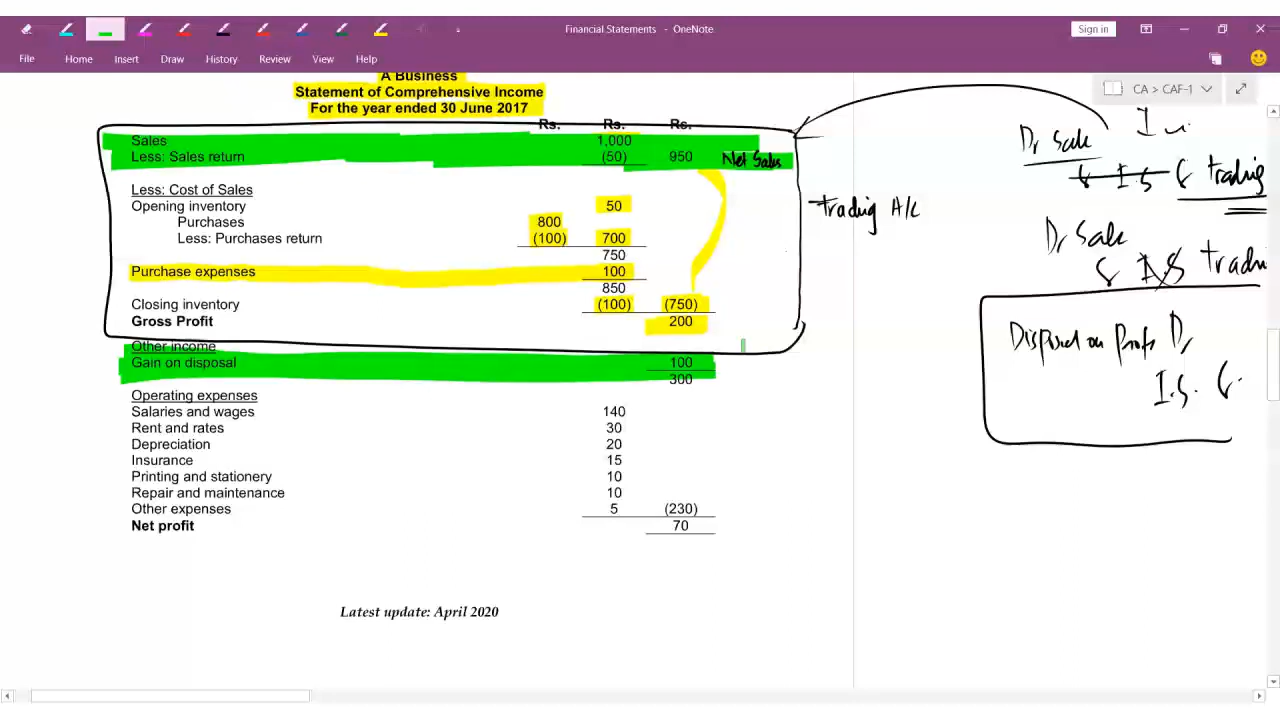 Financial Statements - OneNote
Sign in
File Home Insert Draw History Review View Help
CA > CAF-1
A Business
Statement of Comprehensive Income
For the year ended 30 June 2017
Rs. Rs. Rs.
Sales 1,000
Less: Sales return (50) 950 Net Sales
Less: Cost of Sales
Opening inventory 50
Purchases 800
Less: Purchases return (100) 700
750
Purchase expenses 100
850
Closing inventory (100) (750)
Gross Profit 200
Other income
Gain on disposal 100
300
Operating expenses
Salaries and wages 140
Rent and rates 30
Depreciation 20
Insurance 15
Printing and stationery 10
Repair and maintenance 10
Other expenses 5 (230)
Net profit 70
Latest update: April 2020
Trading A/C
Dr Sale
I.S Trading
Dr Sale
I/S
Disposal on
Dr
I.S.